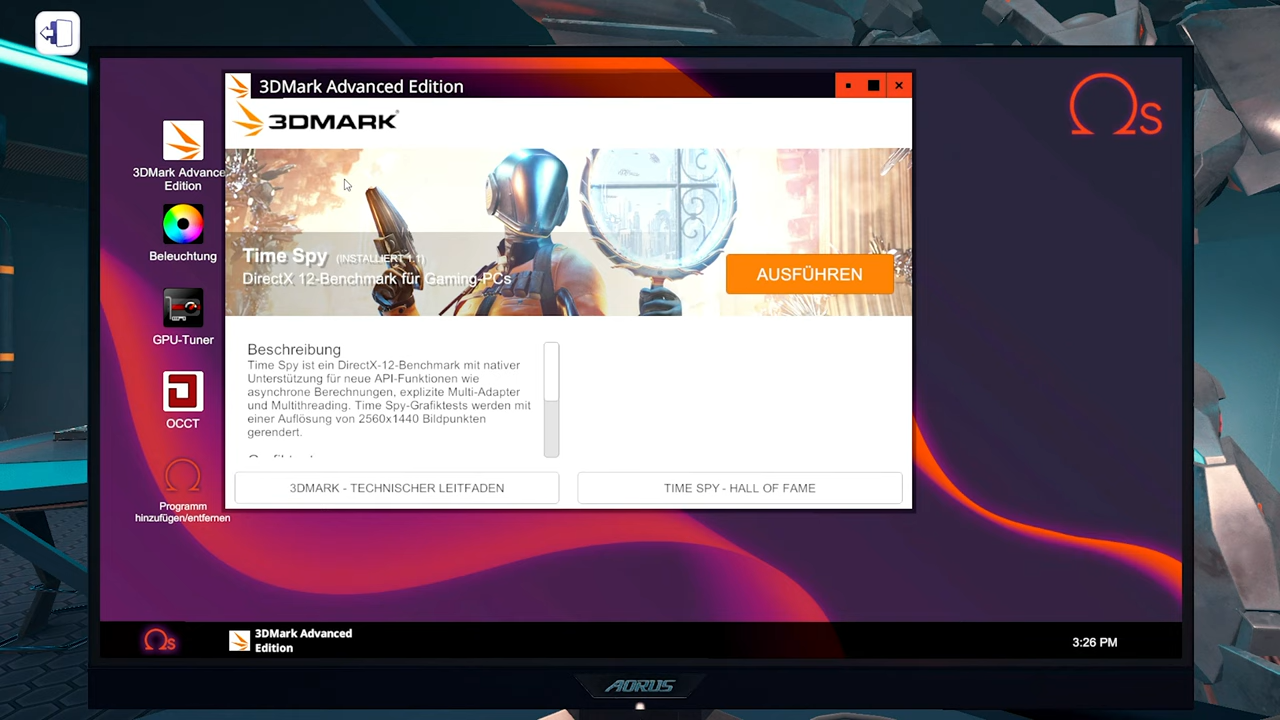 3DMark Advanced Edition
3DMARK
3DMark Advance
Edition
Beleuchtung
GPU-Tuner
OCCT
Programm
hinzufügen/entfernen
Time Spy (INSTALLIERT 1.1)
DirectX 12-Benchmark für Gaming-PCs
AUSFÜHREN
Beschreibung
Time Spy ist ein DirectX-12-Benchmark mit nativer
Unterstützung für neue API-Funktionen wie
asynchrone Berechnungen, explizite Multi-Adapter
und Multithreading. Time Spy-Grafiktests werden mit
einer Auflösung von 2560x1440 Bildpunkten
gerendert.
3DMARK - TECHNISCHER LEITFADEN
TIME SPY - HALL OF FAME
Ωs
Ωs
3DMark Advanced
Edition
3:26 PM
AORUS